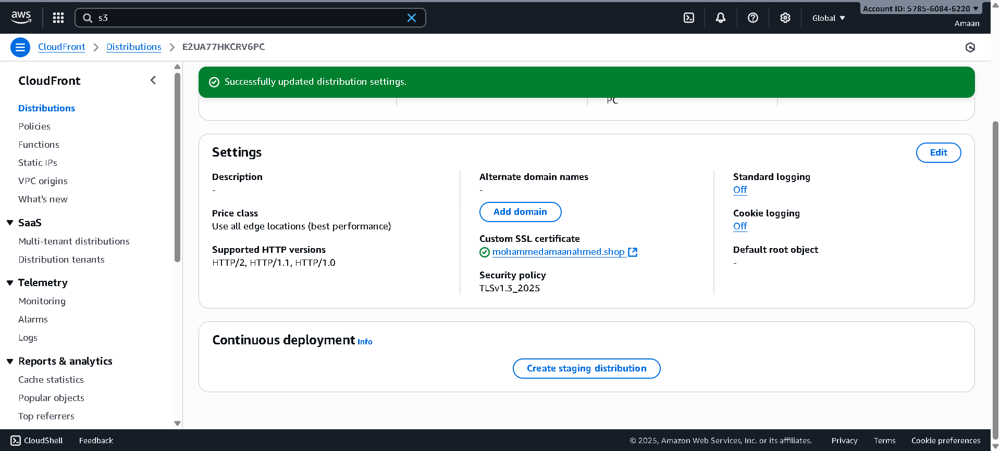 aws
s3
Global
Account ID: 5785-6084-6220
Amaan
CloudFront
Distributions
E2UA77HKCRV6PC
CloudFront
Distributions
Policies
Functions
Static IPs
VPC origins
What's new
SaaS
Multi-tenant distributions
Distribution tenants
Telemetry
Monitoring
Alarms
Logs
Reports & analytics
Cache statistics
Popular objects
Top referrers
Successfully updated distribution settings.
PC
Settings
Edit
Description
-
Price class
Use all edge locations (best performance)
Supported HTTP versions
HTTP/2, HTTP/1.1, HTTP/1.0
Alternate domain names
-
Add domain
Custom SSL certificate
mohammedamaanahmed.shop
Security policy
TLSv1.3_2025
Standard logging
Off
Cookie logging
Off
Default root object
-
Continuous deployment Info
Create staging distribution
CloudShell
Feedback
© 2025, Amazon Web Services, Inc. or its affiliates.
Privacy
Terms
Cookie preferences